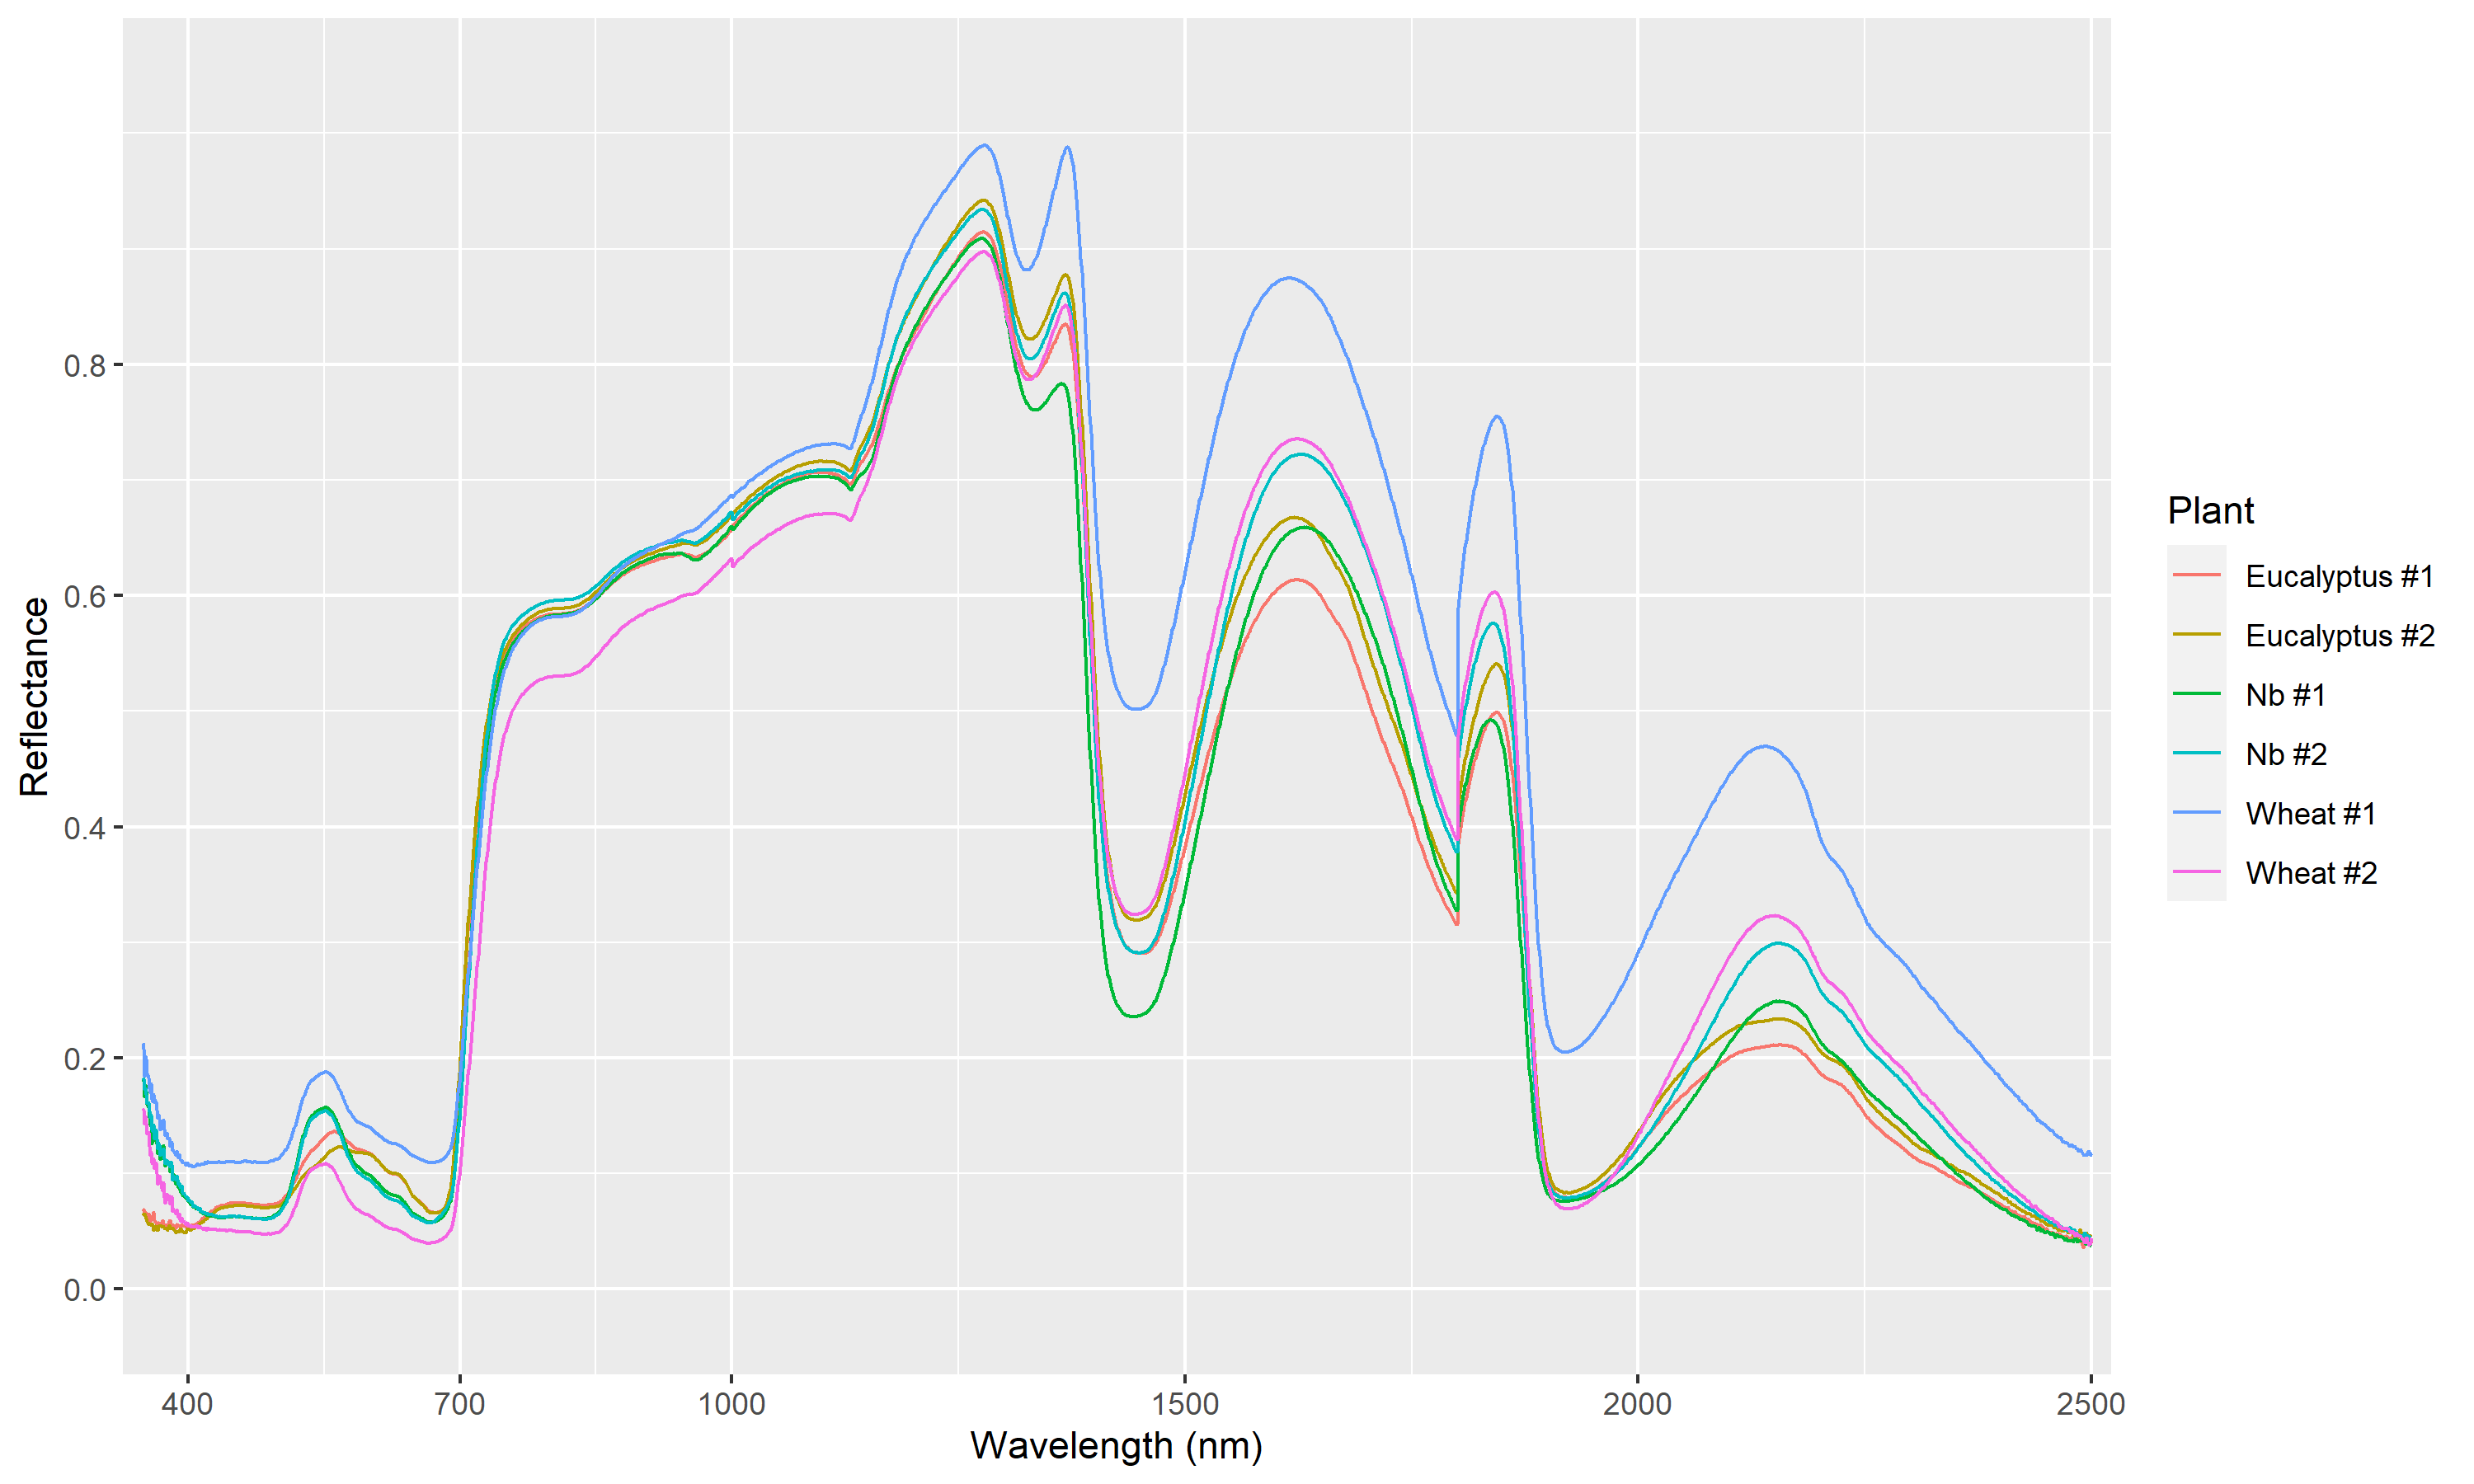 Reflectance
0.8
0.6
0.4
0.2
0.0
400 700 1000 1500 2000 2500
Wavelength (nm)
Plant
Eucalyptus #1
Eucalyptus #2
Nb #1
Nb #2
Wheat #1
Wheat #2